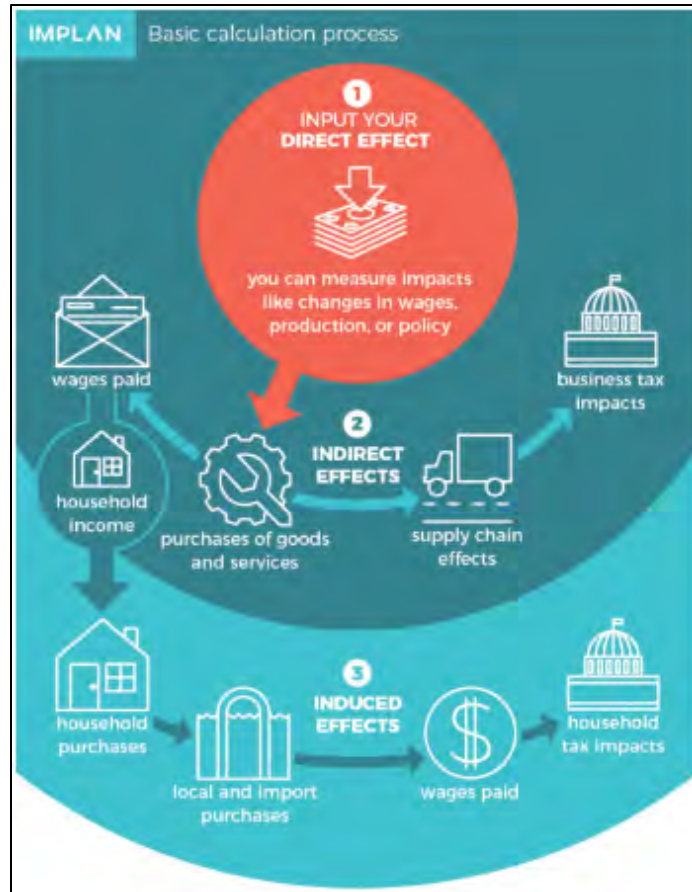 IMPLAN
Basic calculation process
1
INPUT YOUR
DIRECT EFFECT
you can measure impacts
like changes in wages,
production, or policy
wages paid
business tax
impacts
2
INDIRECT
EFFECTS
household
income
purchases of goods
and services
supply chain
effects
3
INDUCED
EFFECTS
household
purchases
local and import
purchases
wages paid
household
tax impacts